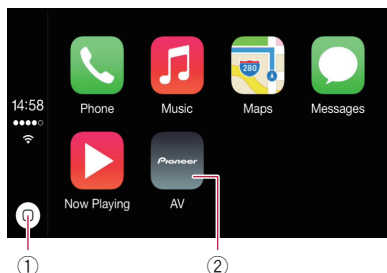 280
Phone Music Maps Messages
14:58
Pioneer
Now Playing AV
① ②